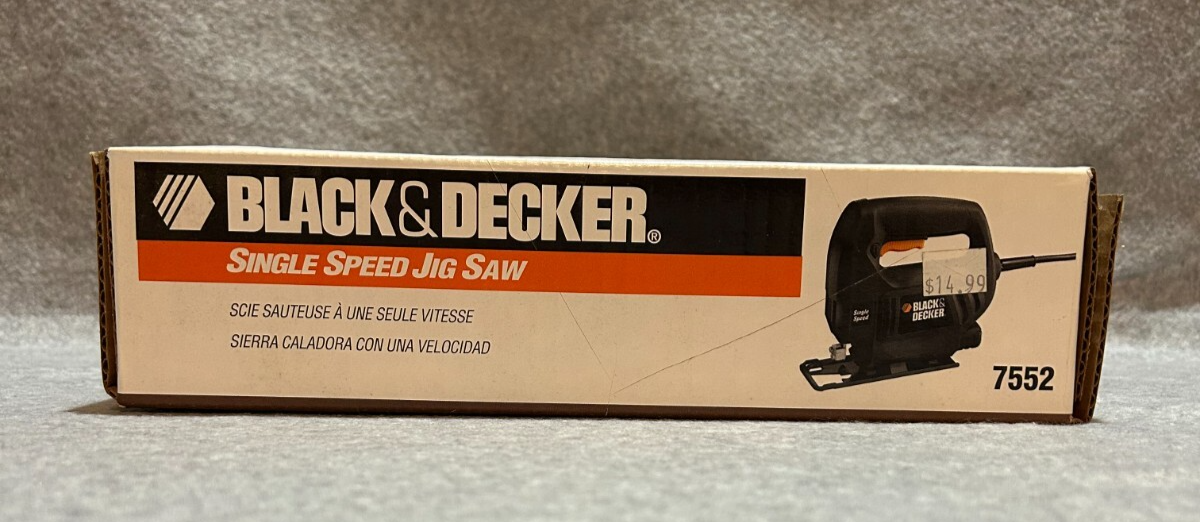 BLACK&DECKER®
SINGLE SPEED JIG SAW
SCIE SAUTEUSE À UNE SEULE VITESSE
SIERRA CALADORA CON UNA VELOCIDAD
$14.99
Single
Speed
BLACK&
DECKER
7552